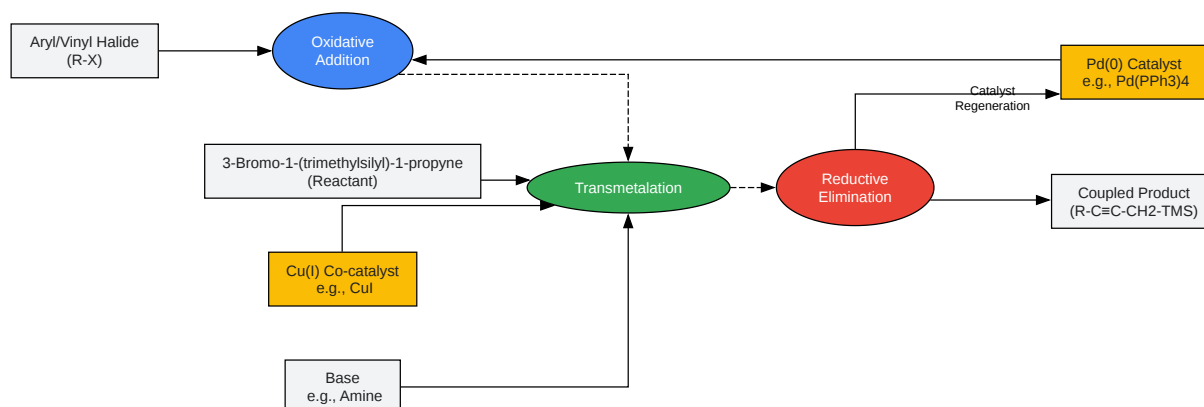 Aryl/Vinyl Halide
(R-X)
Oxidative
Addition
Pd(0) Catalyst
e.g., Pd(PPh3)4
Catalyst
Regeneration
3-Bromo-1-(trimethylsilyl)-1-propyne
(Reactant)
Transmetalation
Reductive
Elimination
Coupled Product
(R-C≡C-CH2-TMS)
Cu(I) Co-catalyst
e.g., CuI
Base
e.g., Amine